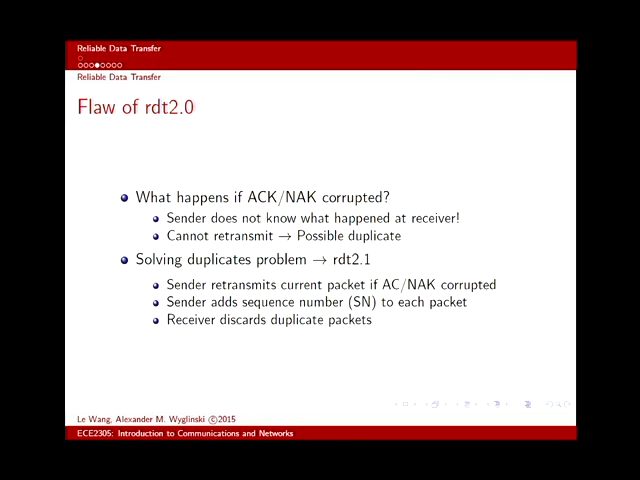 Reliable Data Transfer
Reliable Data Transfer
Flaw of rdt2.0
What happens if ACK/NAK corrupted?
Sender does not know what happened at receiver!
Cannot retransmit → Possible duplicate
Solving duplicates problem → rdt2.1
Sender retransmits current packet if AC/NAK corrupted
Sender adds sequence number (SN) to each packet
Receiver discards duplicate packets
Le Wang, Alexander M. Wyglinski ©2015
ECE2305: Introduction to Communications and Networks